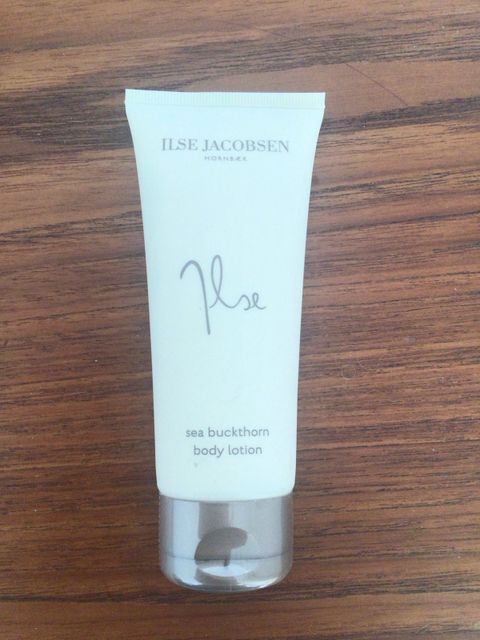 ILSE JACOBSEN
HORNBÆK
Ilse
sea buckthorn
body lotion